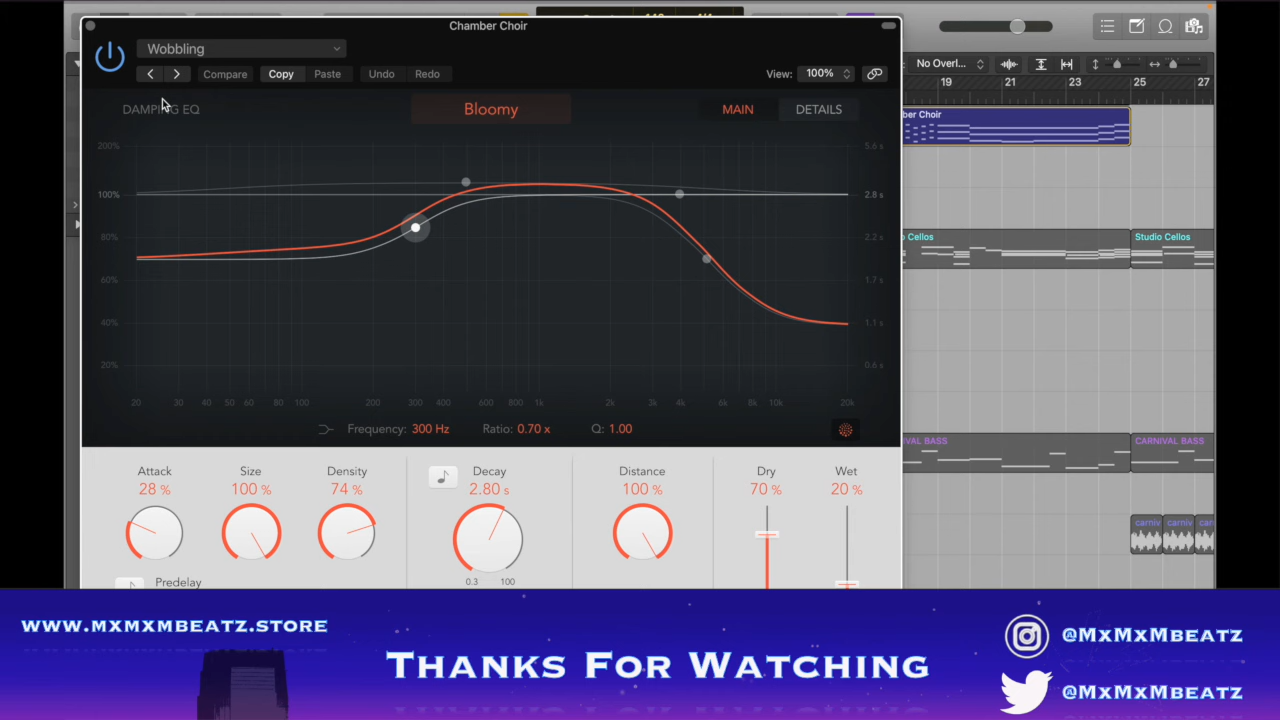 Chamber Choir
Wobbling
Compare
Copy
Paste
Undo
Redo
View:
100%
No Overl...
DAMPING EQ
Bloomy
MAIN
DETAILS
19
21
23
25
27
ber Choir
200%
100%
80%
60%
40%
20%
5.6 s
2.8 s
2.2 s
1.7 s
1.1 s
0.6 s
20 30 40 50 60 80 100 200 300 400 600 800 1k 2k 3k 4k 6k 8k 10k 20k
Frequency: 300 Hz
Ratio: 0.70 x
Q: 1.00
o Cellos
Studio Cellos
VAL BASS
CARNIVAL BASS
carniv
carniv
car
Attack
28 %
Size
100 %
Density
74 %
Decay
2.80 s
0.3 100
Distance
100 %
Dry
70 %
Wet
20 %
Predelay
WWW.MXMXMBEATZ.STORE
THANKS FOR WATCHING
@MXMXMBEATZ
@MXMXMBEATZ